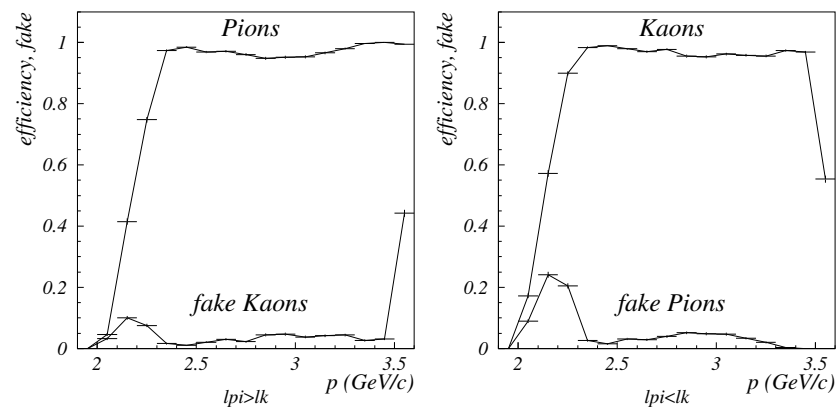 Pions
efficiency, fake
1
0.8
0.6
0.4
0.2
0
fake Kaons
2 2.5 3 3.5
p (GeV/c)
lpi>lk
Kaons
efficiency, fake
1
0.8
0.6
0.4
0.2
0
fake Pions
2 2.5 3 3.5
p (GeV/c)
lpi<lk